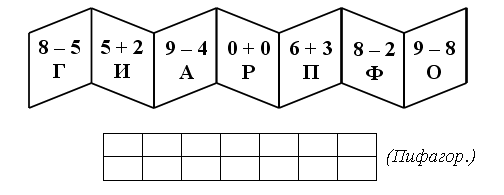 8 – 5 5 + 2 9 – 4 0 + 0 6 + 3 8 – 2 9 – 8
Г И А Р П Ф О
(Пифагор.)